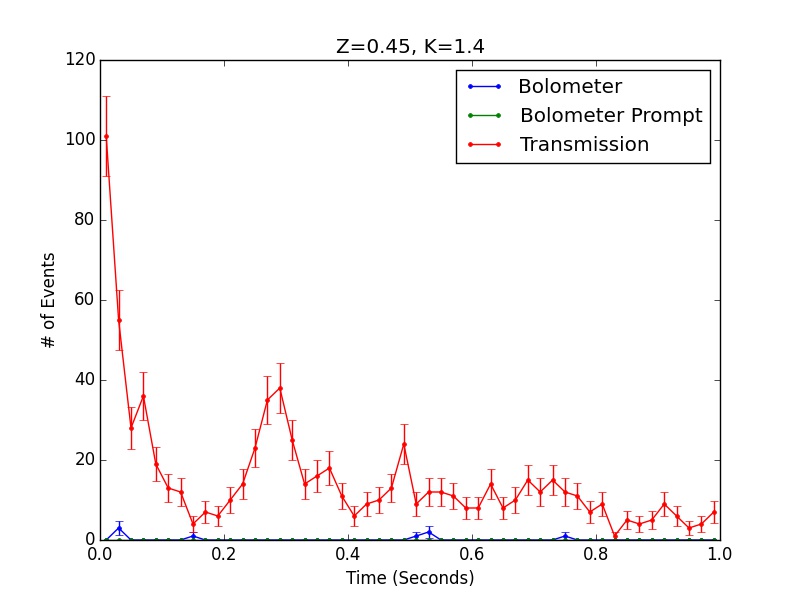 Z=0.45, K=1.4
120
100
80
60
40
20
0
# of Events
Bolometer
Bolometer Prompt
Transmission
0.0 0.2 0.4 0.6 0.8 1.0
Time (Seconds)